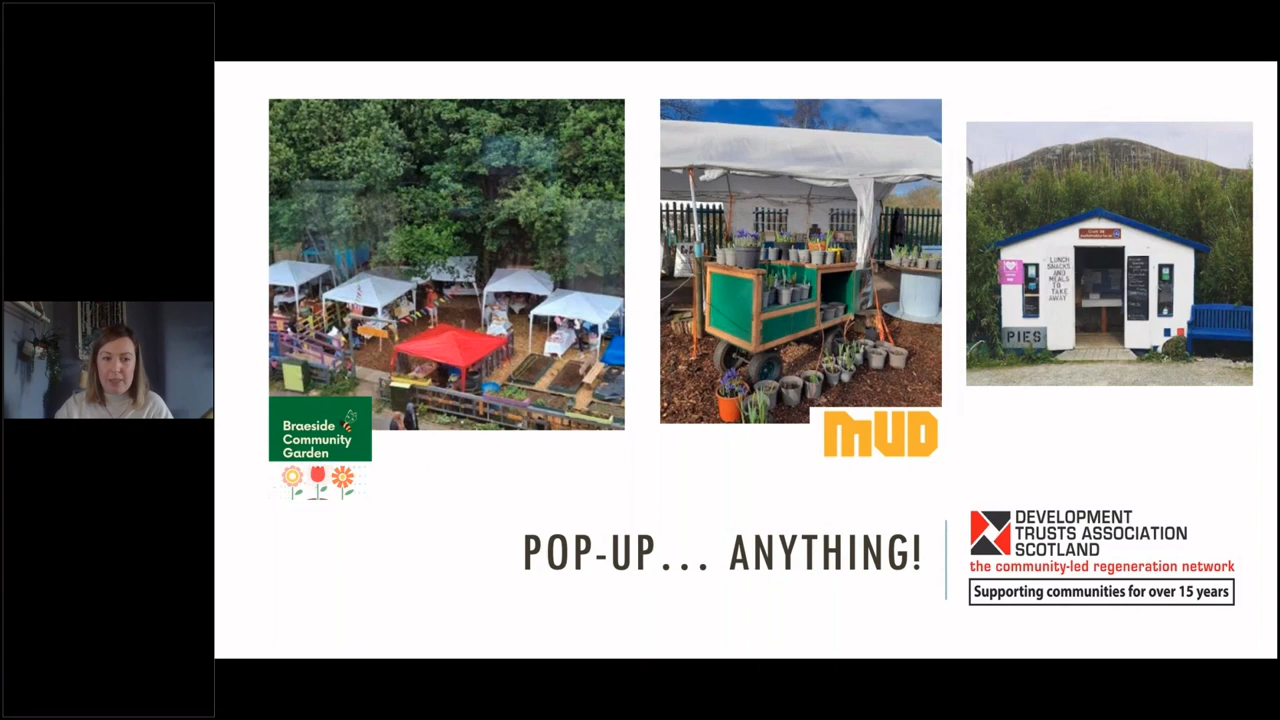 Braeside
Community
Garden
MUD
LUNCH
SNACKS
AND
MEALS
TO
TAKE
AWAY
PIES
POP-UP... ANYTHING!
DEVELOPMENT
TRUSTS ASSOCIATION
SCOTLAND
the community-led regeneration network
Supporting communities for over 15 years